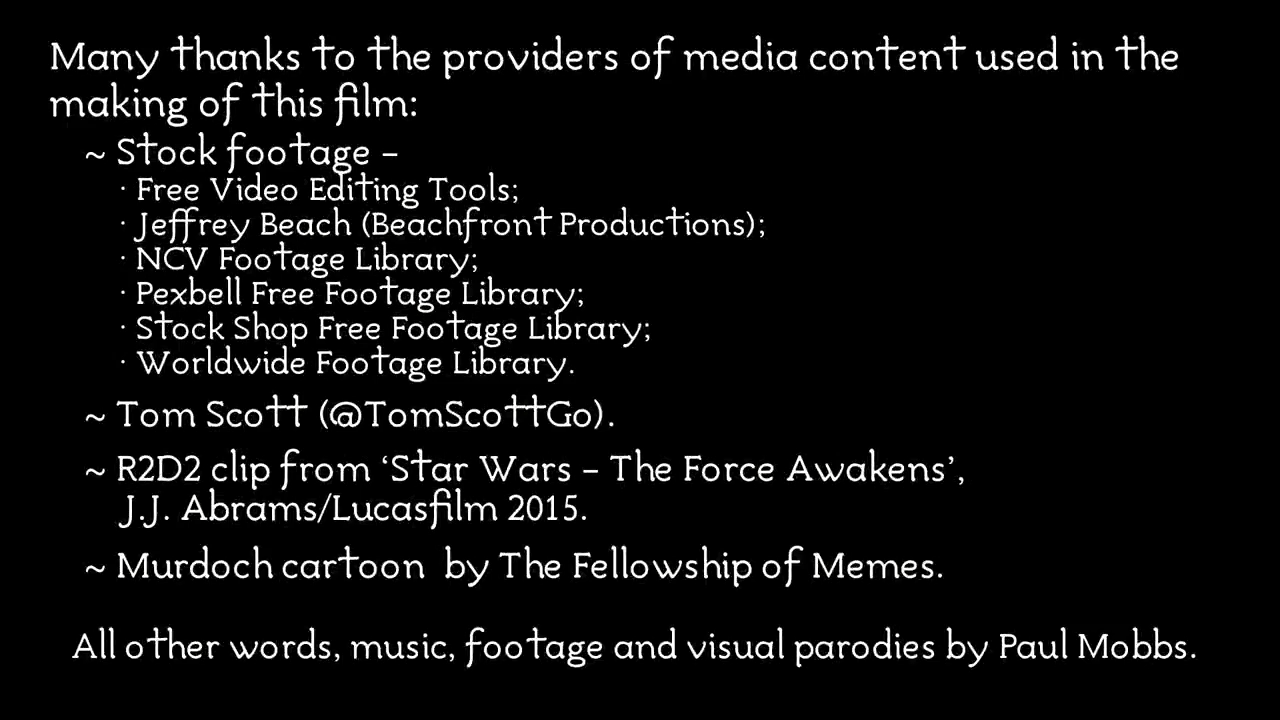 Many thanks to the providers of media content used in the
making of this film:
~ Stock footage –
· Free Video Editing Tools;
· Jeffrey Beach (Beachfront Productions);
· NCV Footage Library;
· Pexbell Free Footage Library;
· Stock Shop Free Footage Library;
· Worldwide Footage Library.
~ Tom Scott (@TomScottGo).
~ R2D2 clip from ‘Star Wars – The Force Awakens’,
J.J. Abrams/Lucasfilm 2015.
~ Murdoch cartoon by The Fellowship of Memes.
All other words, music, footage and visual parodies by Paul Mobbs.